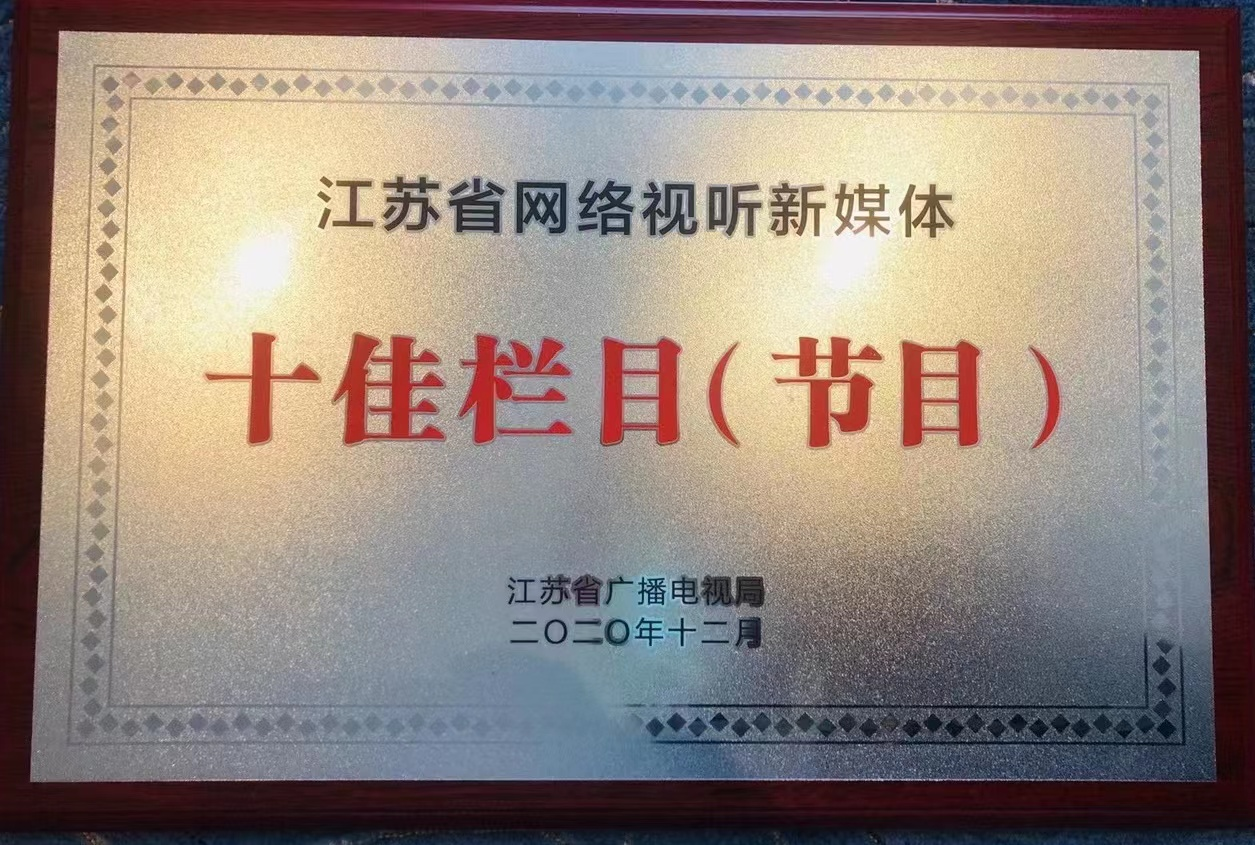 江苏省网络视听新媒体
十佳栏目(节目)
江苏省广播电视局
二〇二〇年十二月